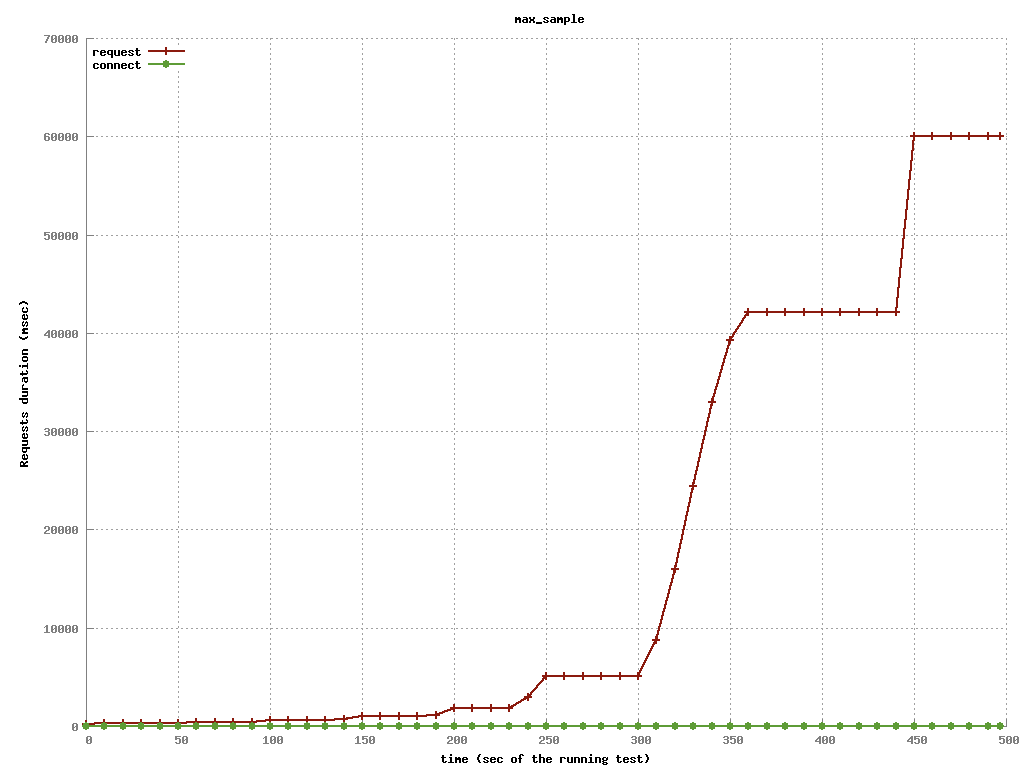 max_sample
70000
request
connect
60000
50000
40000
30000
20000
10000
0
Requests duration (msec)
0 50 100 150 200 250 300 350 400 450 500
time (sec of the running test)